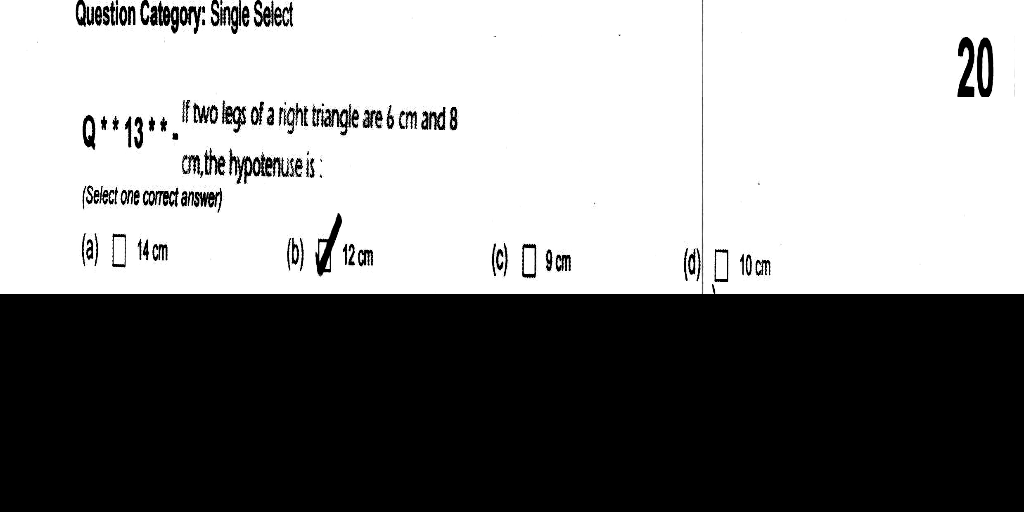 Question Category: Single Select
20
Q**13**.
If two legs of a right triangle are 6 cm and 8
cm,the hypotenuse is :
(Select one correct answer)
(a) ☐ 14 cm (b) ☑ 12 cm (c) ☐ 9 cm (d) ☐ 10 cm